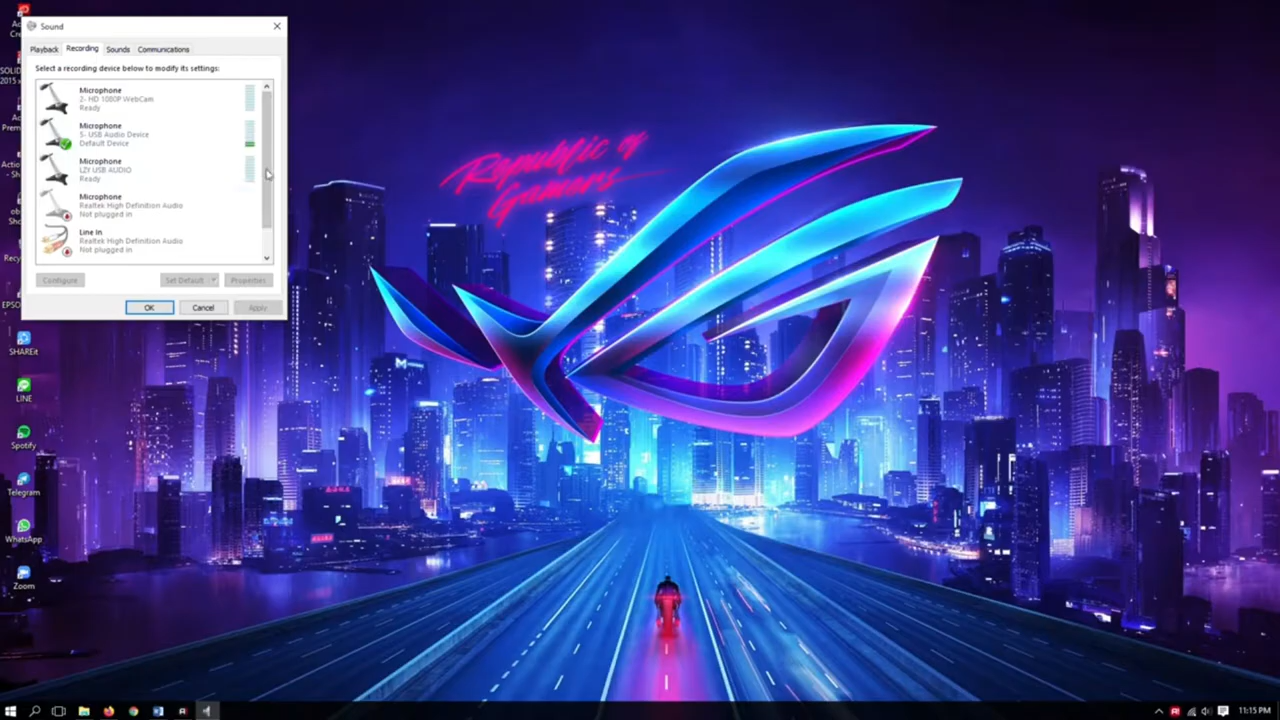 Sound
Playback
Recording
Sounds
Communications
Select a recording device below to modify its settings:
Microphone
2- HD 1080P WebCam
Ready
Microphone
5- USB Audio Device
Default Device
Microphone
LZY USB AUDIO
Ready
Microphone
Realtek High Definition Audio
Not plugged in
Line In
Realtek High Definition Audio
Not plugged in
Configure
Set Default
Properties
OK
Cancel
Apply
Republic of
Gamers
SHAREit
LINE
Spotify
Telegram
WhatsApp
Zoom
11:15 PM